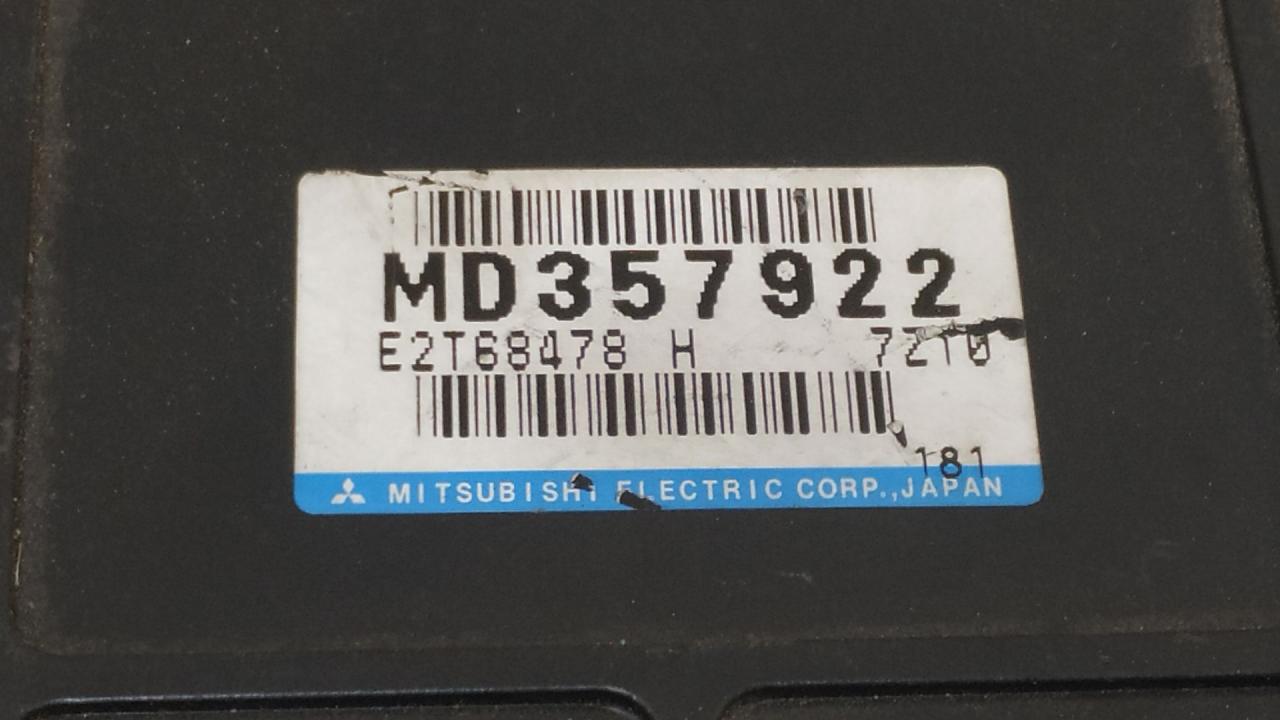 MD357922
E2T68478 H 7Z10
181
MITSUBISHI ELECTRIC CORP.,JAPAN